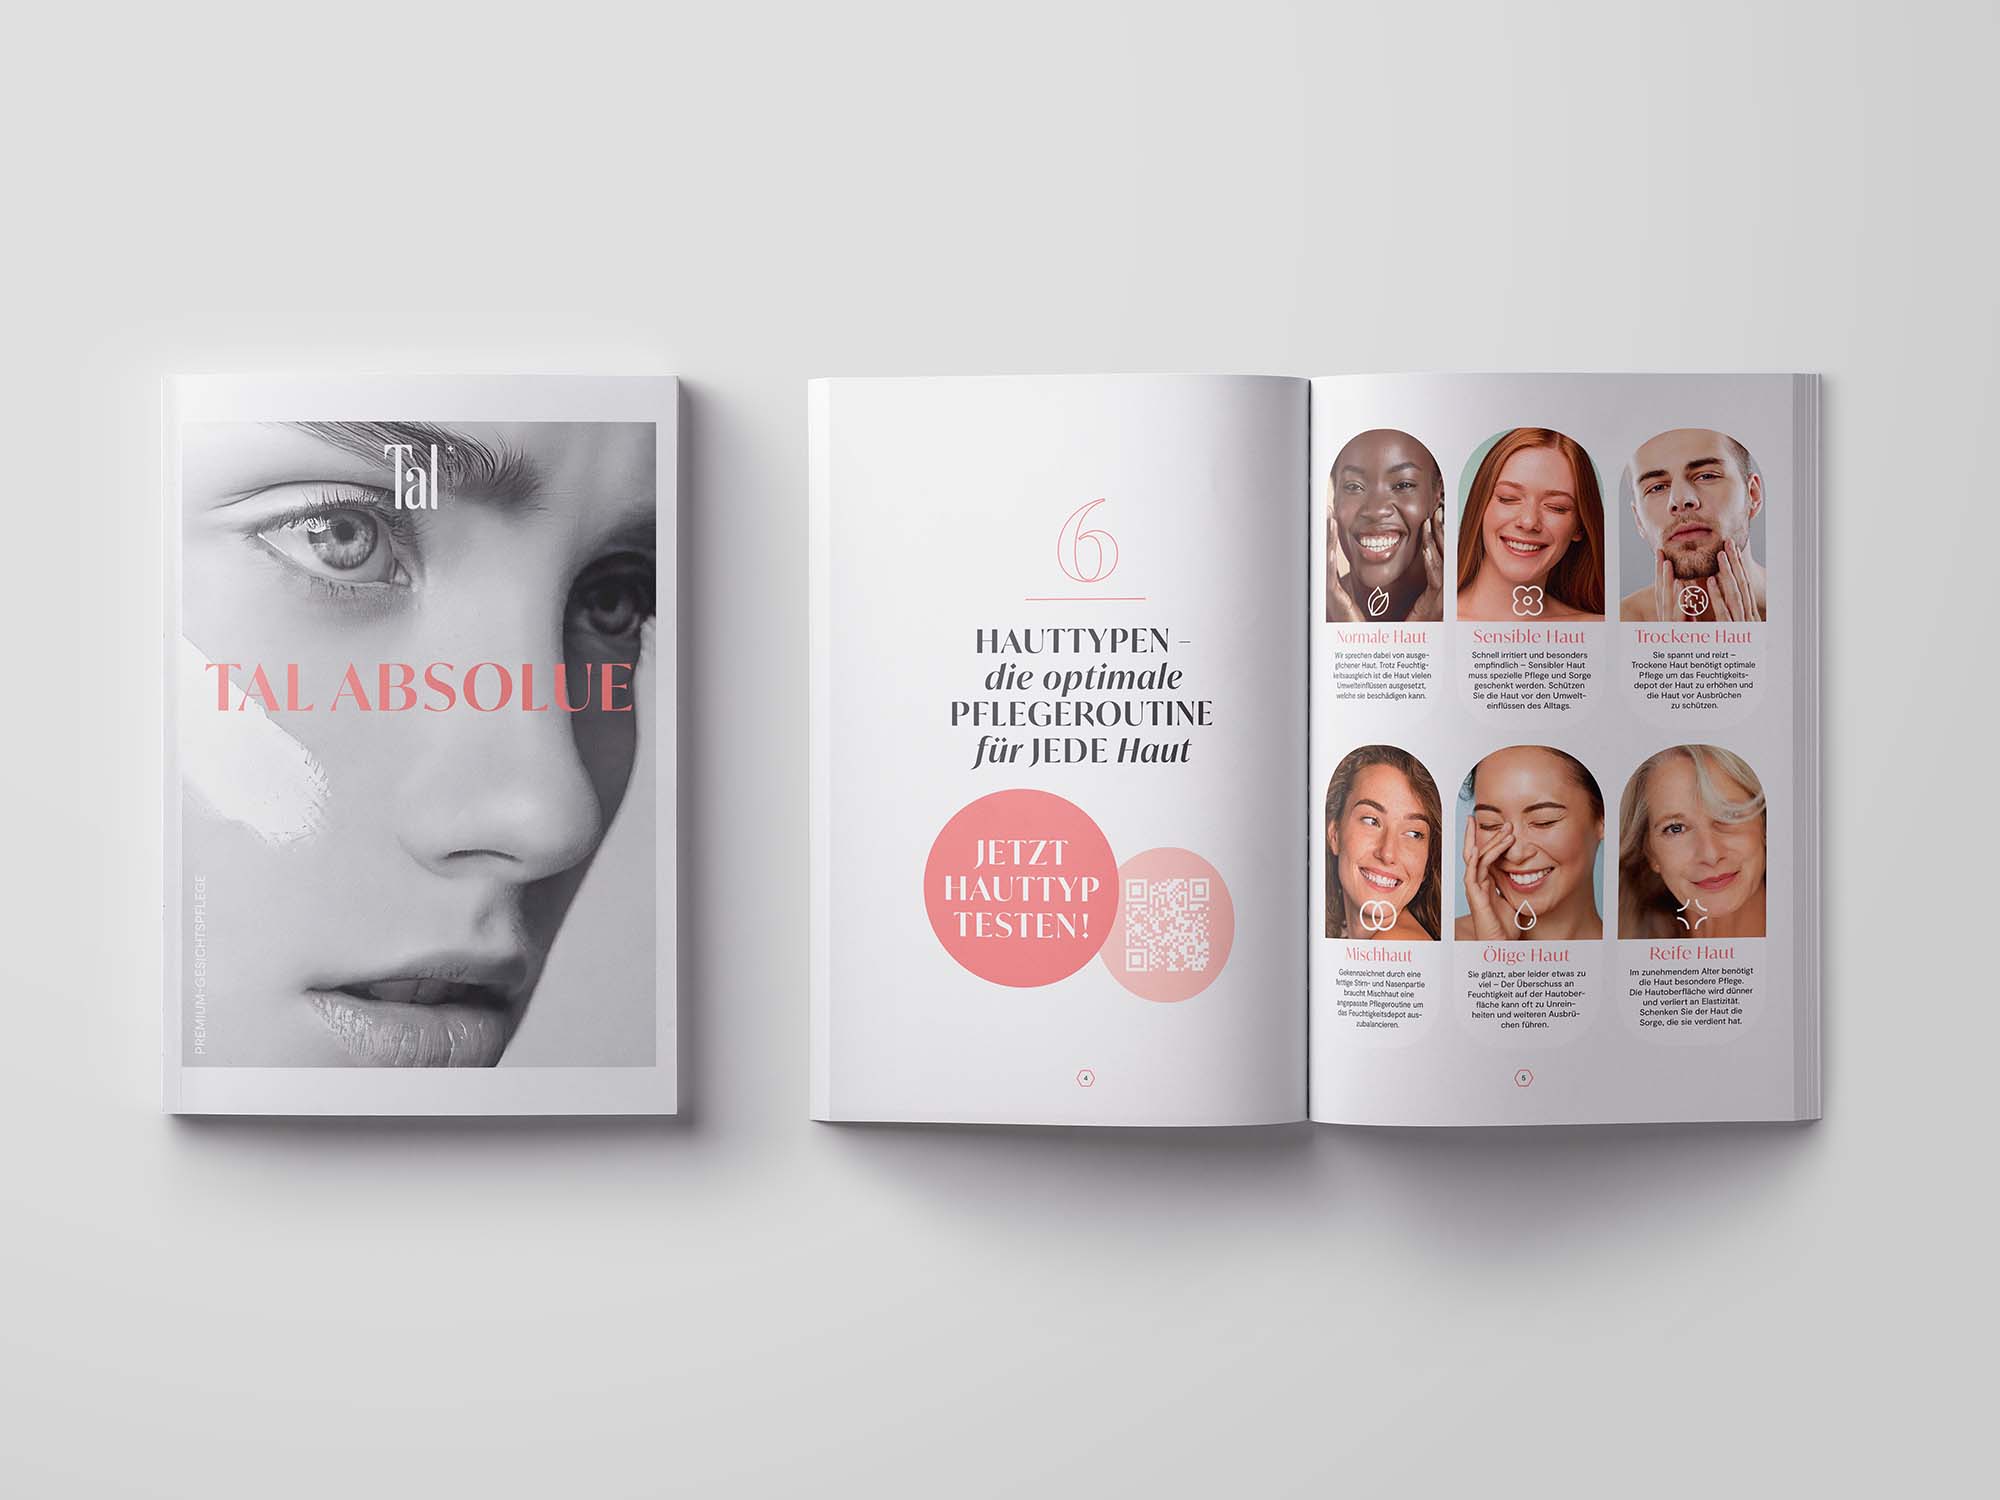 Tal
TAL ABSOLUE
PREMIUM-GESICHTSPFLEGE
6
HAUTTYPEN –
die optimale
PFLEGEROUTINE
für JEDE Haut
JETZT
HAUTTYP
TESTEN!
4
Normale Haut
Wir sprechen dabei von ausge-
glichener Haut. Trotz Feuchtig-
keitsausgleich ist die Haut vielen
Umwelteinflüssen ausgesetzt,
welche sie beschädigen kann.
Sensible Haut
Schnell irritiert und besonders
empfindlich – Sensibler Haut
muss spezielle Pflege und Sorge
geschenkt werden. Schützen
Sie die Haut vor den Umwelt-
einflüssen des Alltags.
Trockene Haut
Sie spannt und reizt –
Trockene Haut benötigt optimale
Pflege um das Feuchtigkeits-
depot der Haut zu erhöhen und
die Haut vor Ausbrüchen
zu schützen.
Mischhaut
Gekennzeichnet durch eine
fettige Stirn- und Nasenpartie
braucht Mischhaut eine
angepasste Pflegeroutine um
das Feuchtigkeitsdepot aus-
zubalancieren.
Ölige Haut
Sie glänzt, aber leider etwas zu
viel – Der Überschuss an
Feuchtigkeit auf der Hautober-
fläche kann oft zu Unrein-
heiten und weiteren Ausbrü-
chen führen.
Reife Haut
Im zunehmendem Alter benötigt
die Haut besondere Pflege.
Die Hautoberfläche wird dünner
und verliert an Elastizität.
Schenken Sie der Haut die
Sorge, die sie verdient hat.
5